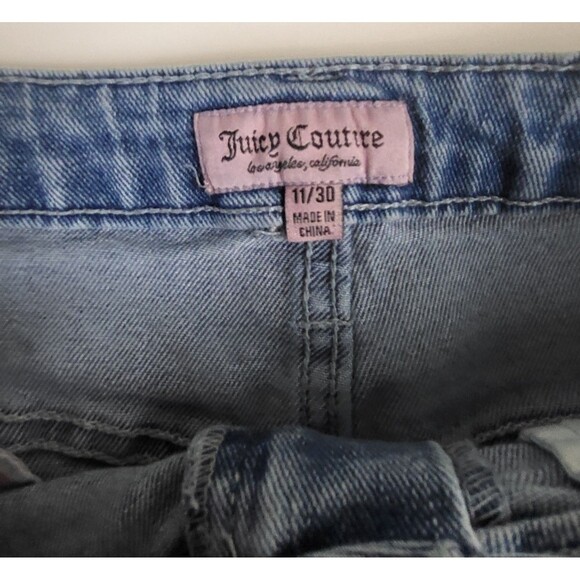 Juicy Couture
los angeles, california
11/30
MADE IN
CHINA